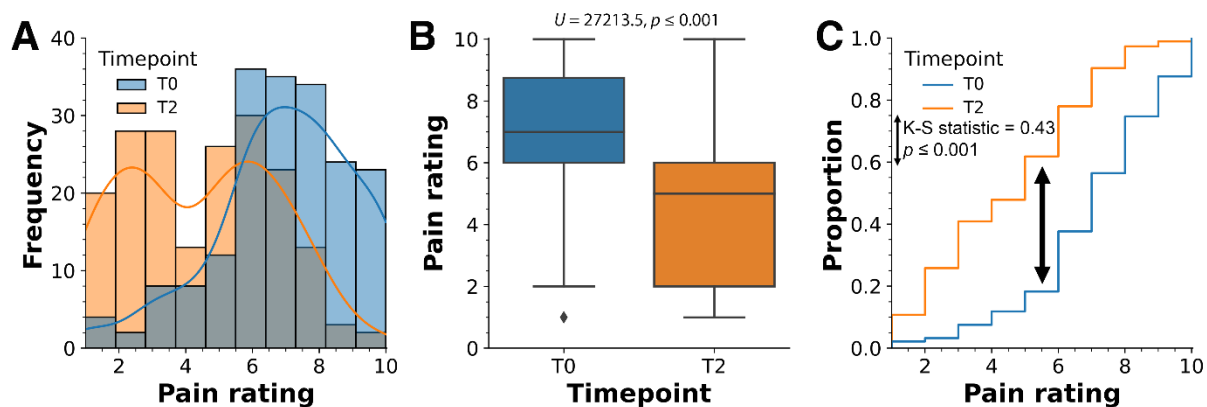 A
Timepoint
T0
T2
Frequency
0
10
20
30
40
2
4
6
8
10
Pain rating
B
U = 27213.5, p ≤ 0.001
Pain rating
0
2
4
6
8
10
T0
T2
Timepoint
C
Timepoint
T0
T2
K-S statistic = 0.43
p ≤ 0.001
Proportion
0.0
0.2
0.4
0.6
0.8
1.0
2
4
6
8
10
Pain rating